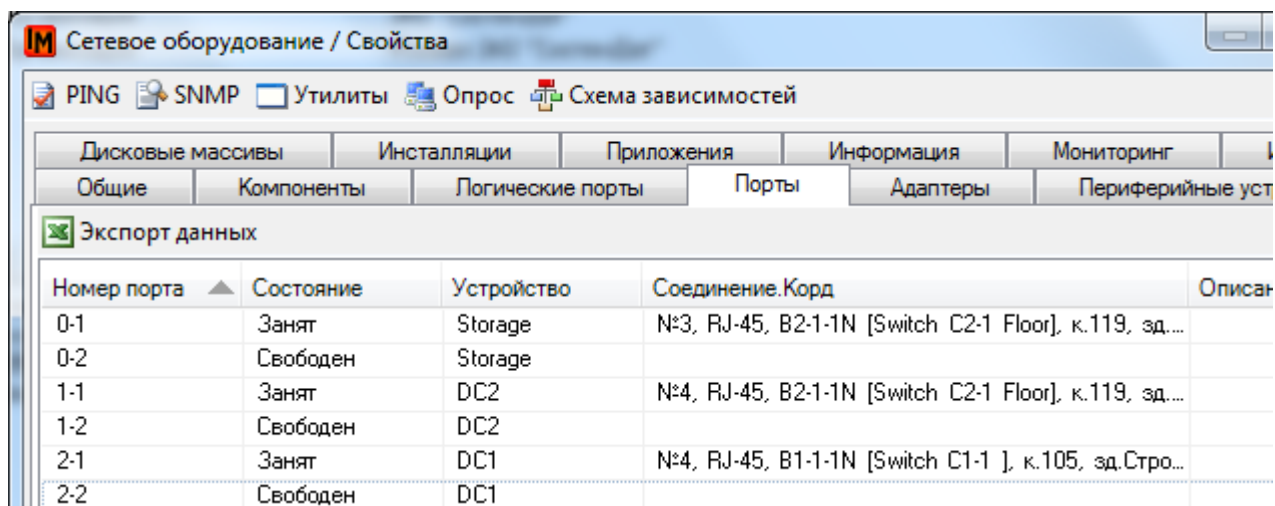 IM Сетевое оборудование / Свойства
PING SNMP Утилиты Опрос Схема зависимостей
Дисковые массивы Инсталляции Приложения Информация Мониторинг
Общие Компоненты Логические порты Порты Адаптеры Периферийные уст
Экспорт данных
Номер порта Состояние Устройство Соединение.Корд Описан
0-1 Занят Storage №3, RJ-45, B2-1-1N [Switch C2-1 Floor], к.119, зд....
0-2 Свободен Storage
1-1 Занят DC2 №4, RJ-45, B2-1-1N [Switch C2-1 Floor], к.119, зд....
1-2 Свободен DC2
2-1 Занят DC1 №4, RJ-45, B1-1-1N [Switch C1-1 ], к.105, зд.Стро...
2-2 Свободен DC1